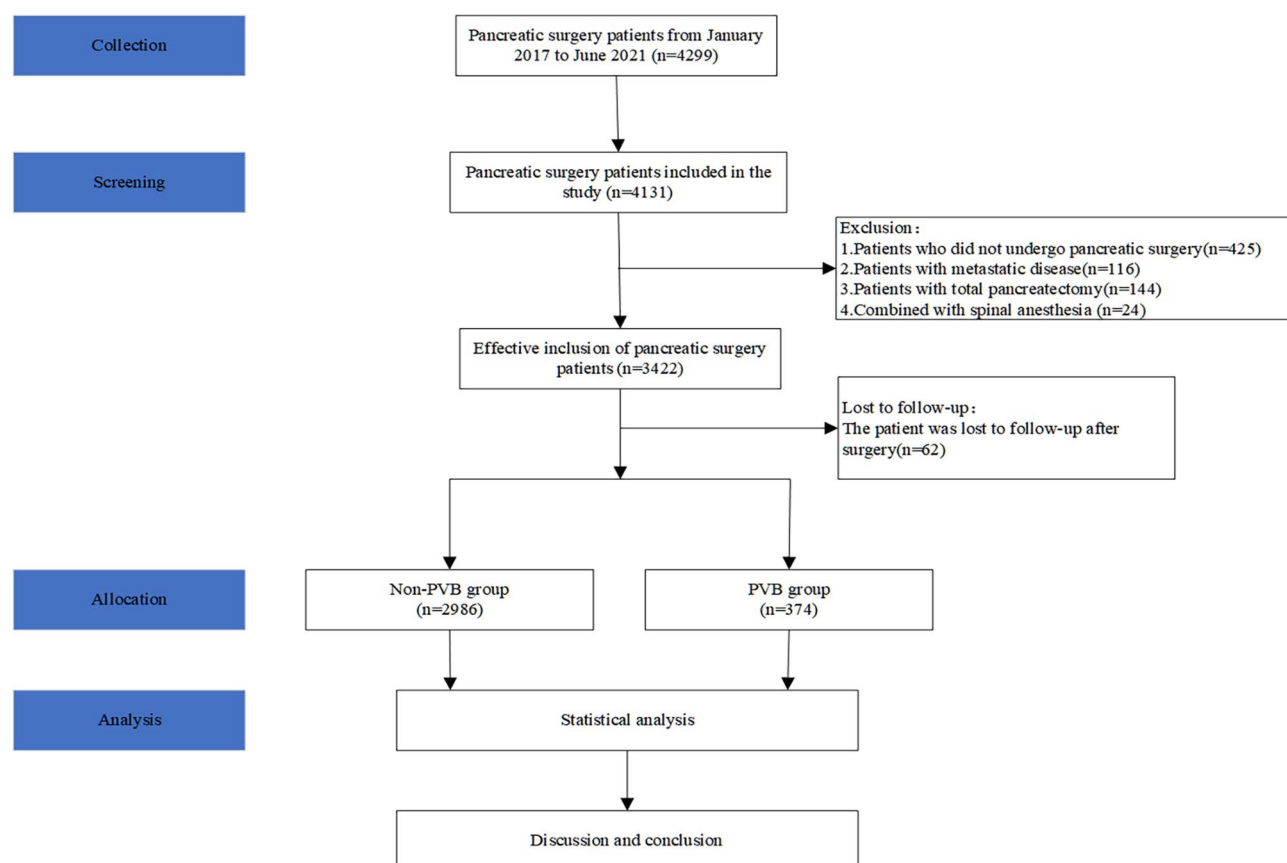 Collection
Pancreatic surgery patients from January
2017 to June 2021 (n=4299)
Screening
Pancreatic surgery patients included in the
study (n=4131)
Exclusion：
1.Patients who did not undergo pancreatic surgery(n=425)
2.Patients with metastatic disease(n=116)
3.Patients with total pancreatectomy(n=144)
4.Combined with spinal anesthesia (n=24)
Effective inclusion of pancreatic surgery
patients (n=3422)
Lost to follow-up：
The patient was lost to follow-up after
surgery(n=62)
Allocation
Non-PVB group
(n=2986)
PVB group
(n=374)
Analysis
Statistical analysis
Discussion and conclusion